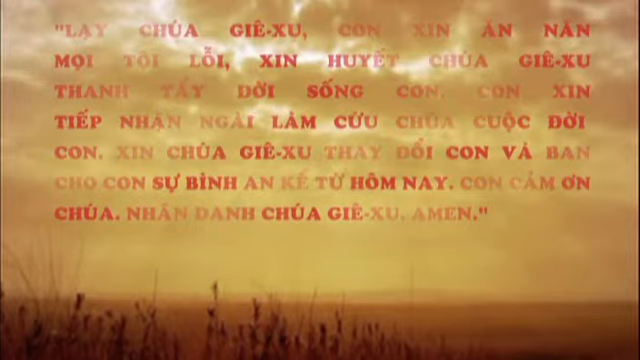 "LẠY CHÚA GIÊ-XU, CON XIN ĂN NĂN
MỌI TỘI LỖI, XIN HUYẾT CHÚA GIÊ-XU
THANH TẨY ĐỜI SỐNG CON. CON XIN
TIẾP NHẬN NGÀI LÀM CỨU CHÚA CUỘC ĐỜI
CON. XIN CHÚA GIÊ-XU THAY ĐỔI CON VÀ BAN
CHO CON SỰ BÌNH AN KỂ TỪ HÔM NAY. CON CẢM ƠN
CHÚA. NHÂN DANH CHÚA GIÊ-XU, AMEN."